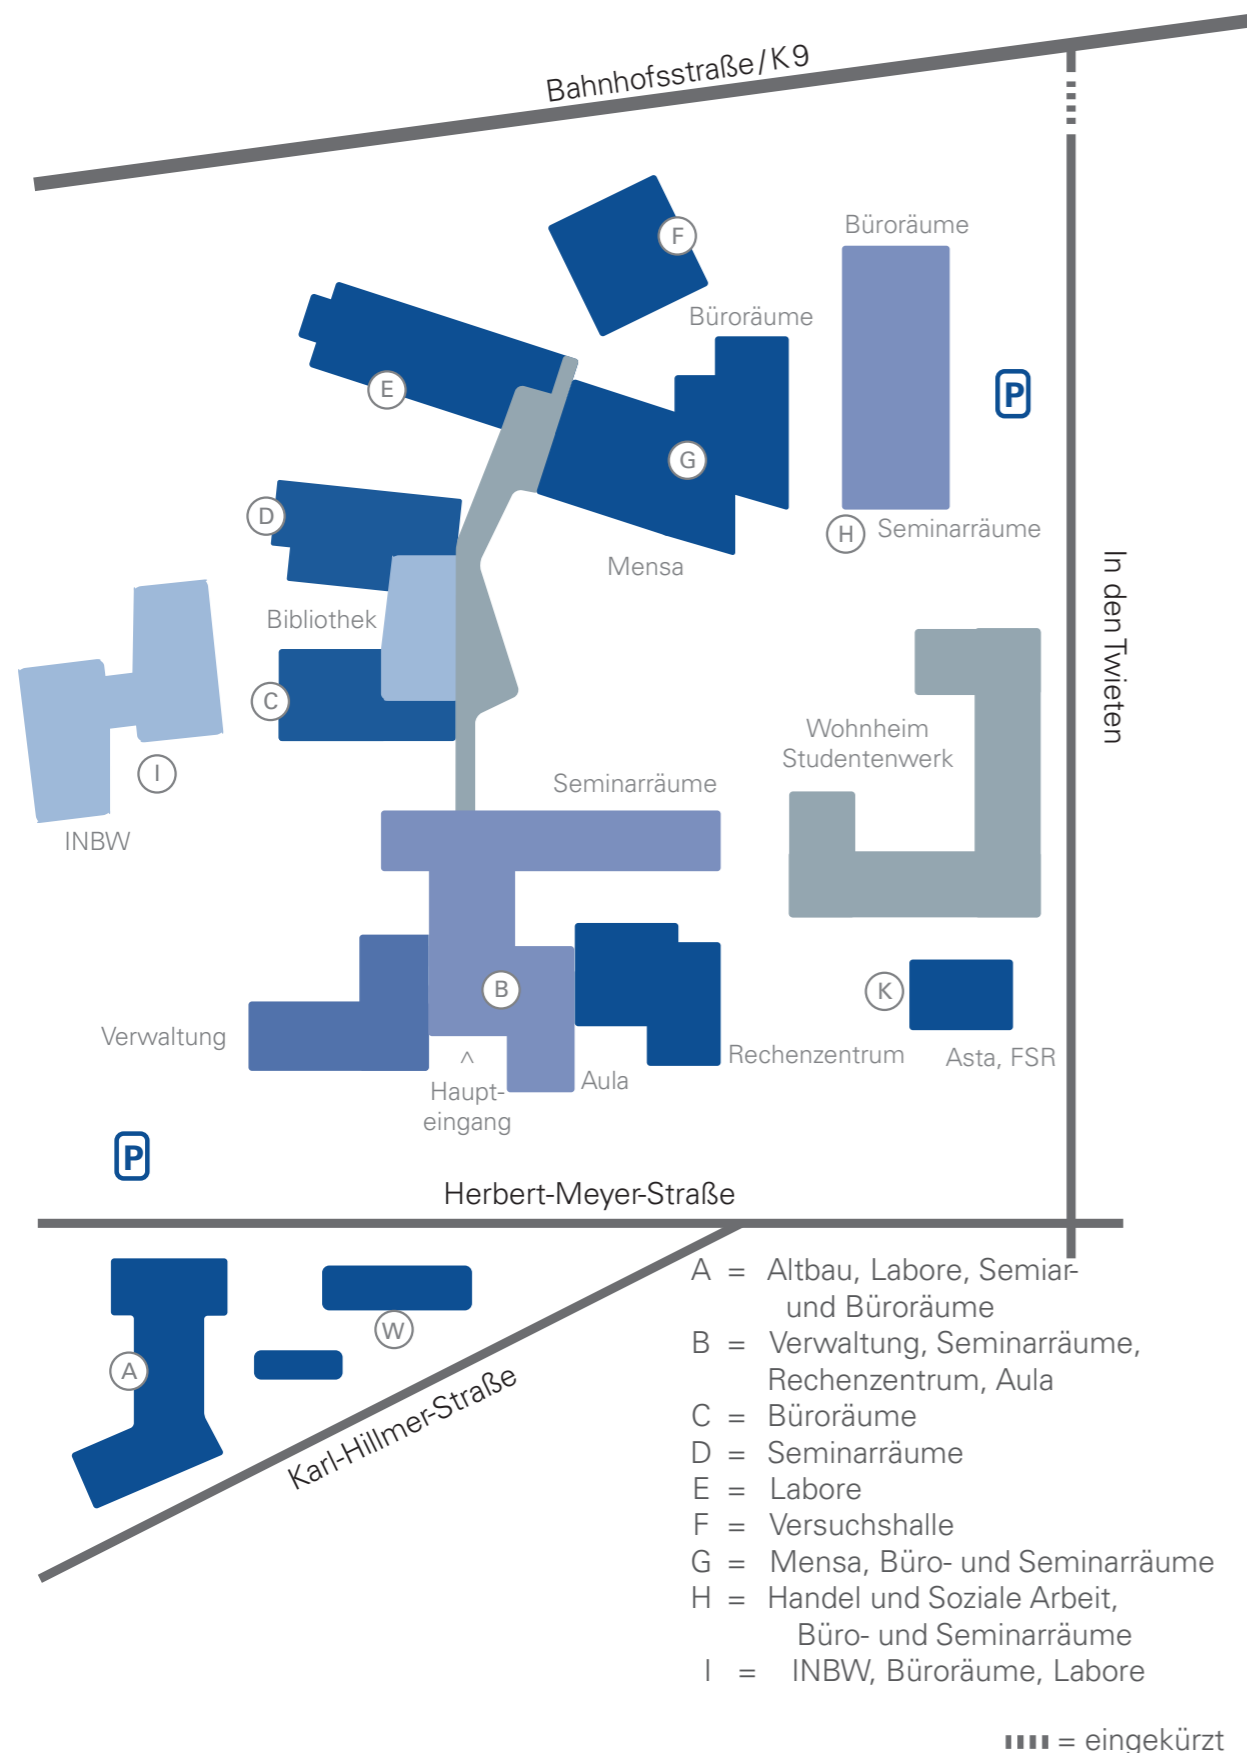 Bahnhofsstraße/K9
F
Büroräume
Büroräume
E
P
G
D
H
Seminarräume
Mensa
In den Twieten
Bibliothek
C
Wohnheim
Studentenwerk
I
Seminarräume
INBW
B
K
Verwaltung
^
Rechenzentrum
Asta, FSR
Haupt-
eingang
Aula
P
Herbert-Meyer-Straße
W
A
Karl-Hillmer-Straße
A = Altbau, Labore, Semiar-
und Büroräume
B = Verwaltung, Seminarräume,
Rechenzentrum, Aula
C = Büroräume
D = Seminarräume
E = Labore
F = Versuchshalle
G = Mensa, Büro- und Seminarräume
H = Handel und Soziale Arbeit,
Büro- und Seminarräume
I = INBW, Büroräume, Labore
= eingekürzt